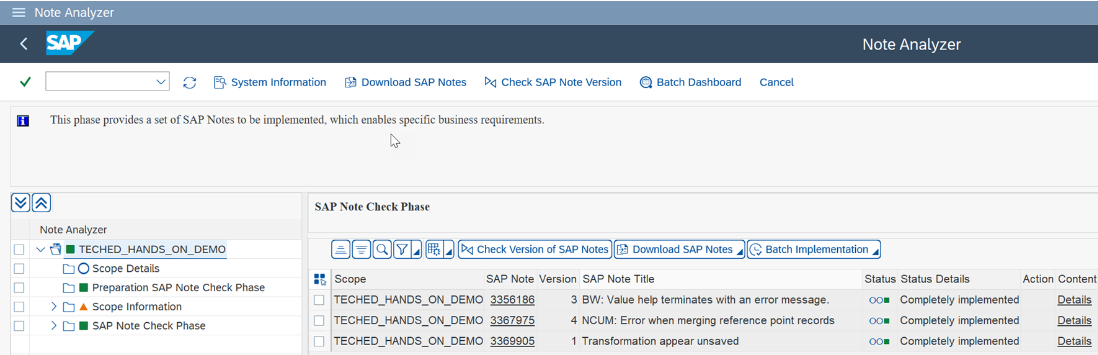 Note Analyzer
SAP Note Analyzer
System Information Download SAP Notes Check SAP Note Version Batch Dashboard Cancel
This phase provides a set of SAP Notes to be implemented, which enables specific business requirements.
SAP Note Check Phase
Note Analyzer
TECHED_HANDS_ON_DEMO
Scope Details
Preparation SAP Note Check Phase
Scope Information
SAP Note Check Phase
Check Version of SAP Notes Download SAP Notes Batch Implementation
Scope SAP Note Version SAP Note Title Status Status Details Action Content
TECHED_HANDS_ON_DEMO 3356186 3 BW: Value help terminates with an error message. Completely implemented Details
TECHED_HANDS_ON_DEMO 3367975 4 NCUM: Error when merging reference point records Completely implemented Details
TECHED_HANDS_ON_DEMO 3369905 1 Transformation appear unsaved Completely implemented Details